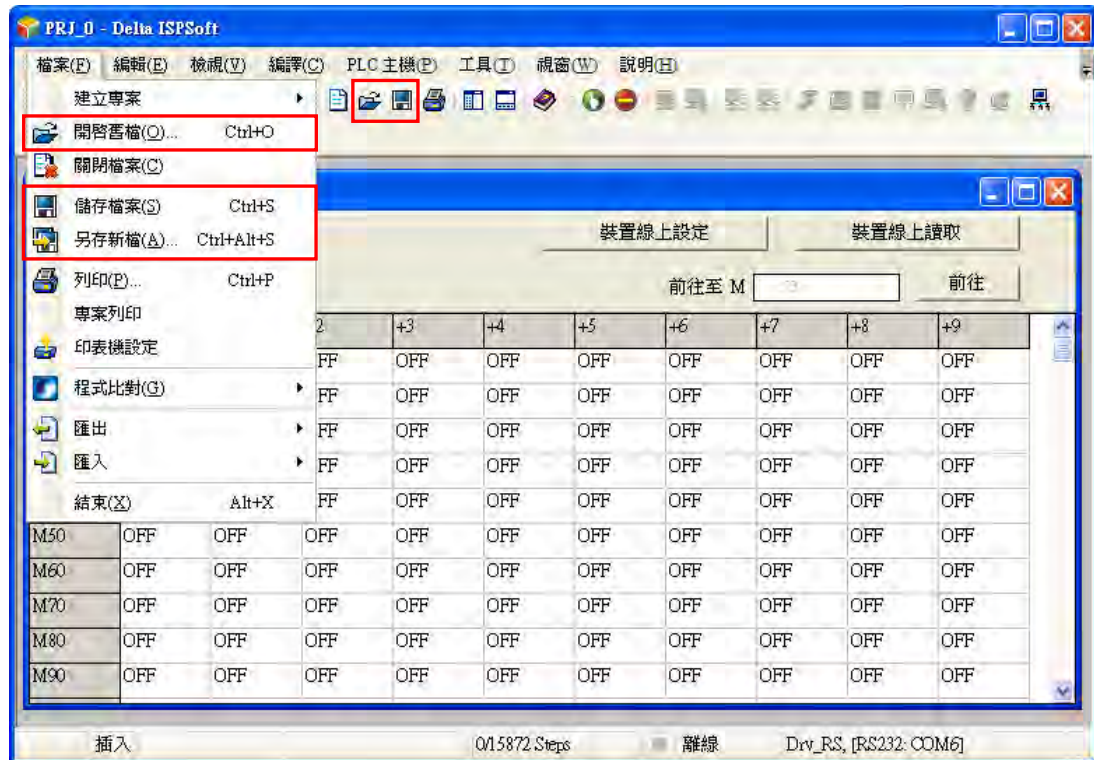 PRJ_0 - Delta ISPSoft
檔案(F) 編輯(E) 檢視(V) 編譯(C) PLC 主機(P) 工具(T) 視窗(W) 說明(H)
建立專案
開啓舊檔(O)... Ctrl+O
關閉檔案(C)
儲存檔案(S) Ctrl+S
另存新檔(A)... Ctrl+Alt+S
列印(P)... Ctrl+P
專案列印
印表機設定
程式比對(G)
匯出
匯入
結束(X) Alt+X
裝置線上設定 裝置線上讀取
前往至 M 前往
2 +3 +4 +5 +6 +7 +8 +9
FF OFF OFF OFF OFF OFF OFF OFF
FF OFF OFF OFF OFF OFF OFF OFF
FF OFF OFF OFF OFF OFF OFF OFF
FF OFF OFF OFF OFF OFF OFF OFF
FF OFF OFF OFF OFF OFF OFF OFF
M50 OFF OFF OFF OFF OFF OFF OFF OFF OFF OFF
M60 OFF OFF OFF OFF OFF OFF OFF OFF OFF OFF
M70 OFF OFF OFF OFF OFF OFF OFF OFF OFF OFF
M80 OFF OFF OFF OFF OFF OFF OFF OFF OFF OFF
M90 OFF OFF OFF OFF OFF OFF OFF OFF OFF OFF
插入 0/15872 Steps 離線 Drv_RS, [RS232: COM6]